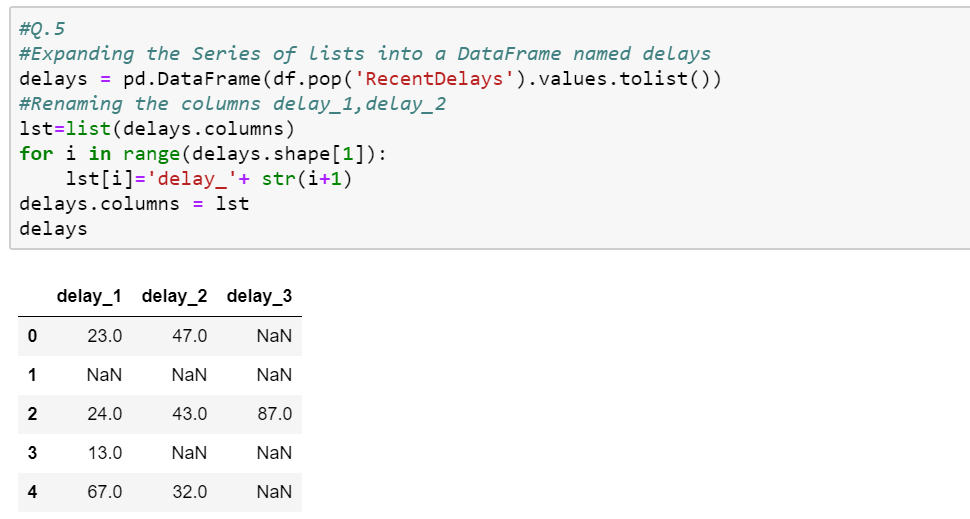 #Q.5
#Expanding the Series of lists into a DataFrame named delays
delays = pd.DataFrame(df.pop('RecentDelays').values.tolist())
#Renaming the columns delay_1,delay_2
lst=list(delays.columns)
for i in range(delays.shape[1]):
    lst[i]='delay_'+ str(i+1)
delays.columns = lst
delays
delay_1 delay_2 delay_3
0 23.0 47.0 NaN
1 NaN NaN NaN
2 24.0 43.0 87.0
3 13.0 NaN NaN
4 67.0 32.0 NaN